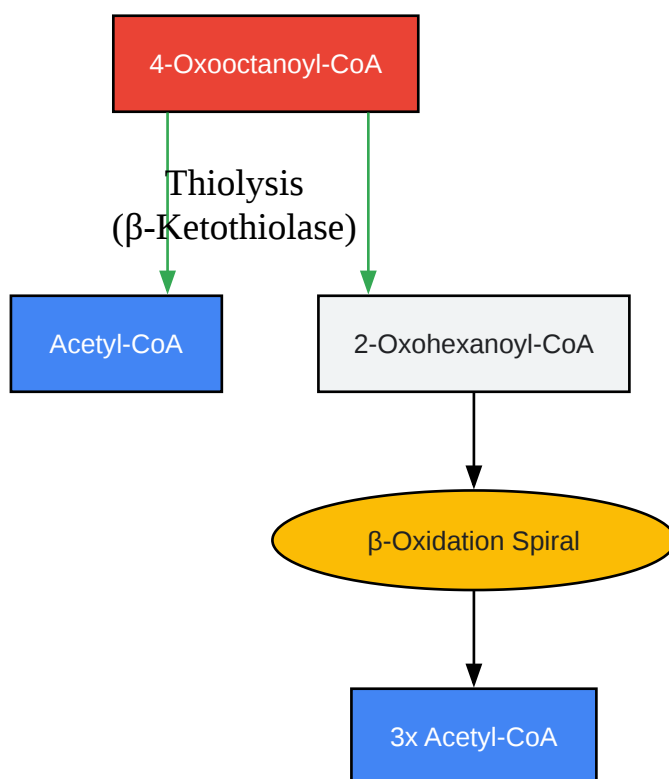 4-Oxooctanoyl-CoA
Thiolysis
(β-Ketothiolase)
Acetyl-CoA
2-Oxohexanoyl-CoA
β-Oxidation Spiral
3x Acetyl-CoA